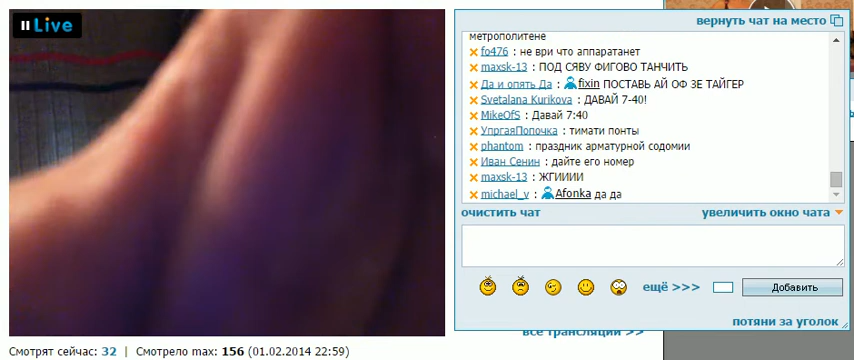 Live
вернуть чат на место
метрополитене
fo476 : не ври что аппаратанет
maxsk-13 : ПОД СЯВУ ФИГОВО ТАНЧИТЬ
Да и опять Да : fixin ПОСТАВЬ АЙ ОФ ЗЕ ТАЙГЕР
Svetalana Kurikova : ДАВАЙ 7-40!
MikeOfS : Давай 7:40
УпргаяПопочка : тимати понты
phantom : праздник арматурной содомии
Иван Сенин : дайте его номер
maxsk-13 : ЖГИИИИ
michael_v : Afonka да да
очистить чат
увеличить окно чата
ещё >>>
Добавить
потяни за уголок
все трансляции >>
Смотрят сейчас: 32 | Смотрело max: 156 (01.02.2014 22:59)